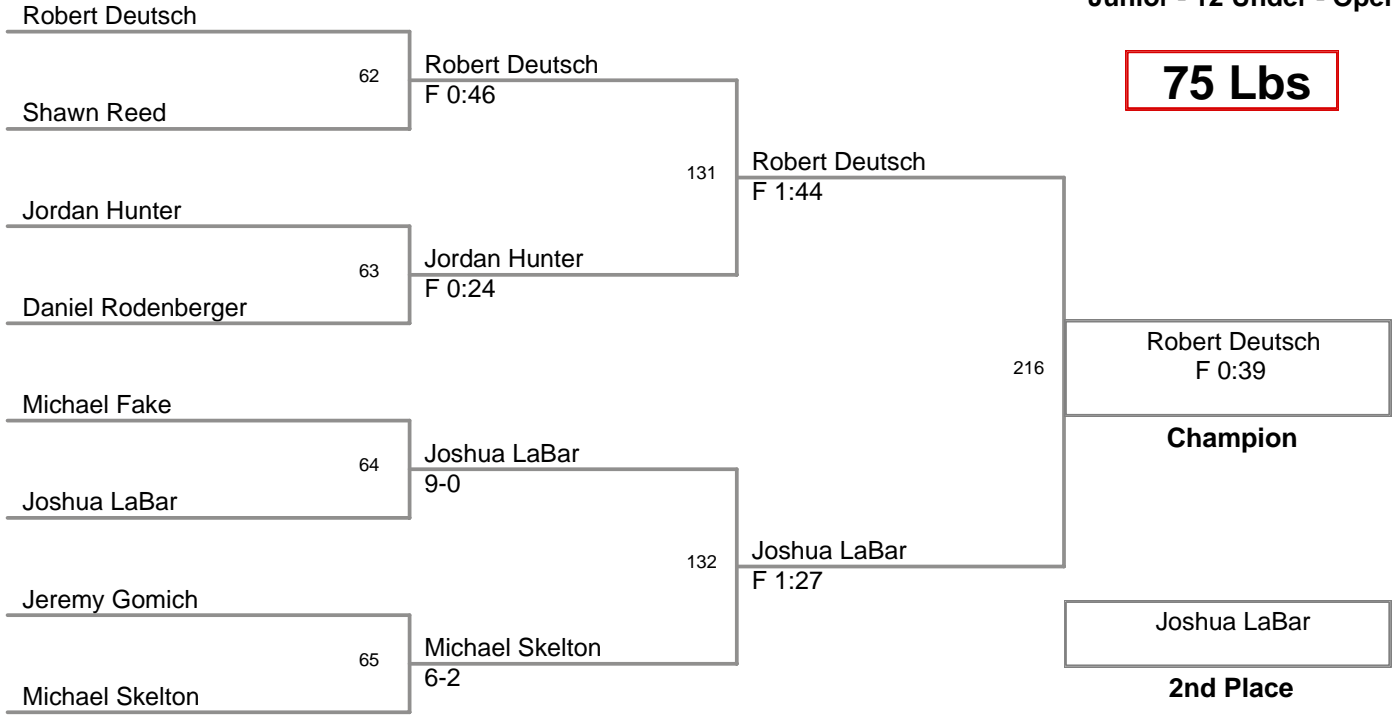 Junior - 12 Under -
75 Lbs
Robert Deutsch
62
Shawn Reed
Robert Deutsch
F 0:46
Jordan Hunter
63
Daniel Rodenberger
Jordan Hunter
F 0:24
131
Robert Deutsch
F 1:44
Michael Fake
64
Joshua LaBar
Joshua LaBar
9-0
Jeremy Gomich
65
Michael Skelton
Michael Skelton
6-2
132
Joshua LaBar
F 1:27
216
Robert Deutsch
F 0:39
Champion
Joshua LaBar
2nd Place